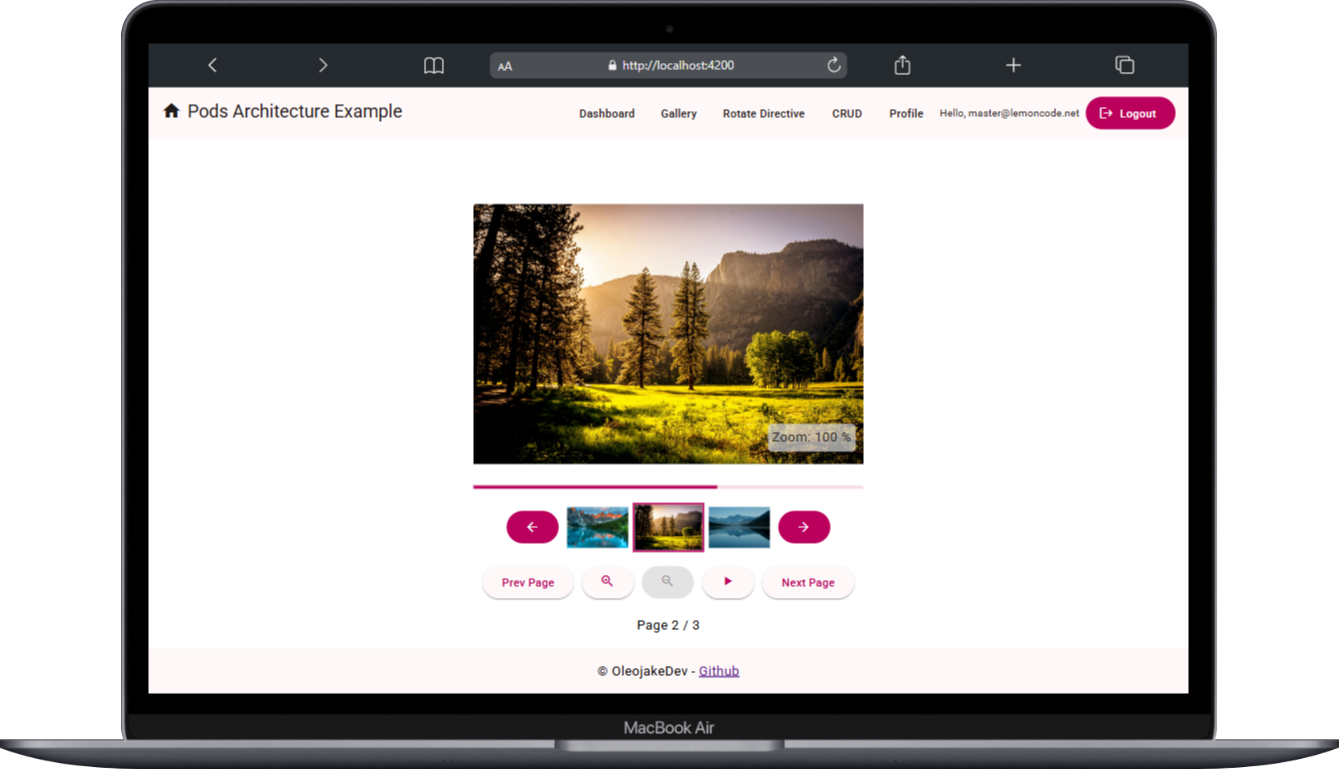 AA http://localhost:4200
Pods Architecture Example Dashboard Gallery Rotate Directive CRUD Profile Hello, master@lemoncode.net Logout
Zoom: 100 %
Prev Page Next Page
Page 2 / 3
© OleojakeDev - Github
MacBook Air